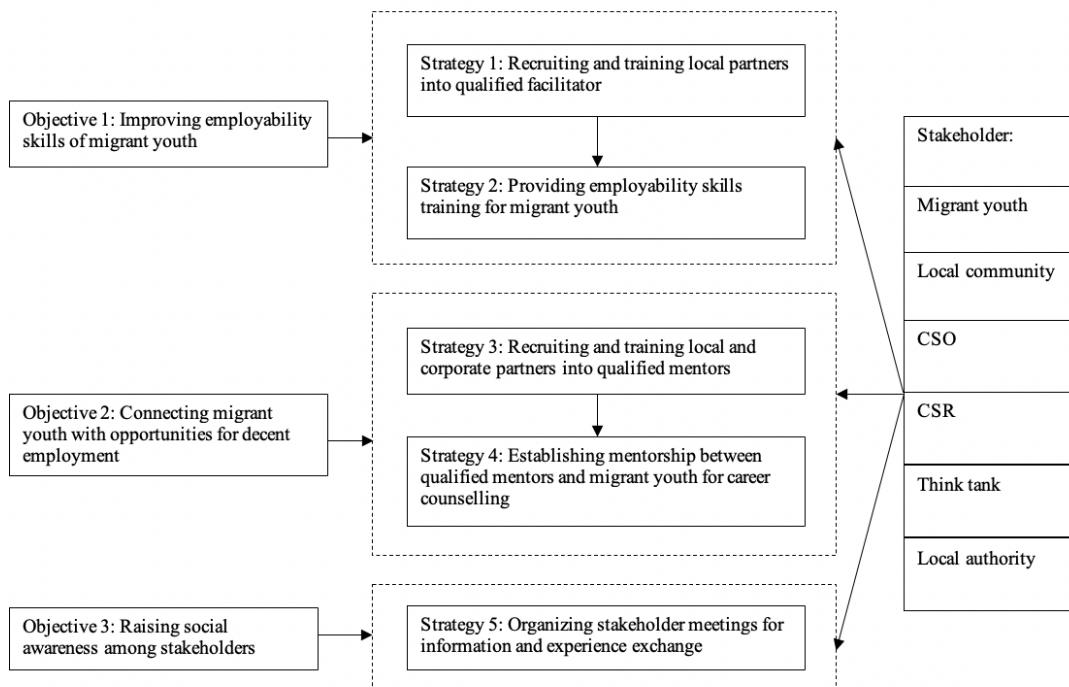 Strategy 1: Recruiting and training local partners
into qualified facilitator
Objective 1: Improving employability
skills of migrant youth
Strategy 2: Providing employability skills
training for migrant youth
Strategy 3: Recruiting and training local and
corporate partners into qualified mentors
Objective 2: Connecting migrant
youth with opportunities for decent
employment
Strategy 4: Establishing mentorship between
qualified mentors and migrant youth for career
counselling
Objective 3: Raising social
awareness among stakeholders
Strategy 5: Organizing stakeholder meetings for
information and experience exchange
Stakeholder:
Migrant youth
Local community
CSO
CSR
Think tank
Local authority